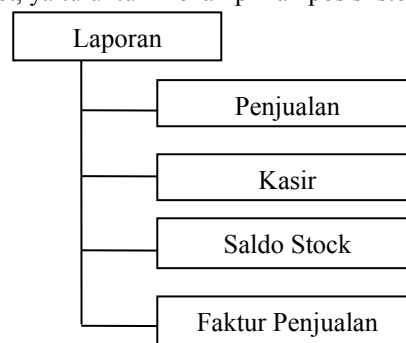 Laporan
Penjualan
Kasir
Saldo Stock
Faktur Penjualan